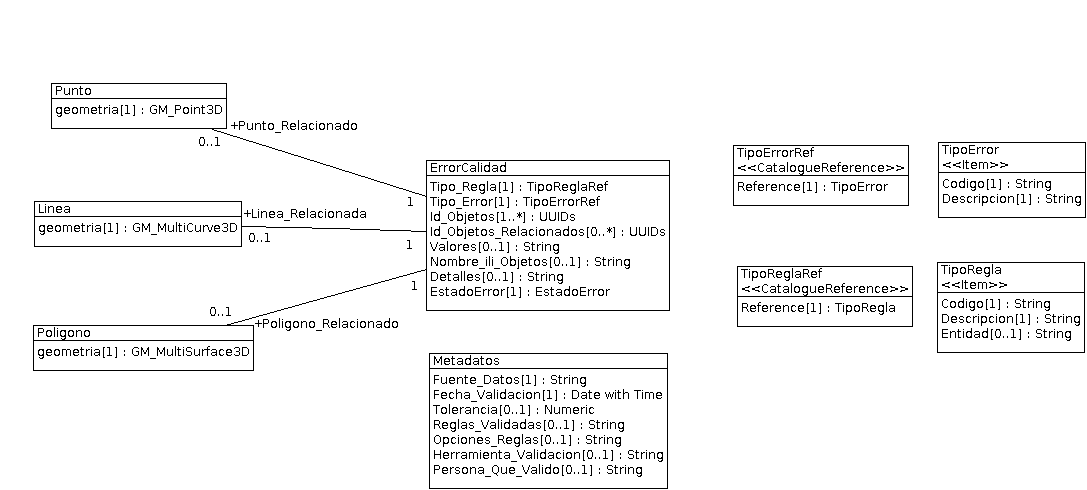 Punto
geometria[1] : GM_Point3D
+Punto_Relacionado
0..1
1
Linea
geometria[1] : GM_MultiCurve3D
+Linea_Relacionada
0..1
1
Poligono
geometria[1] : GM_MultiSurface3D
0..1
+Poligono_Relacionado
1
ErrorCalidad
Tipo_Regla[1] : TipoReglaRef
Tipo_Error[1] : TipoErrorRef
Id_Objetos[1..*] : UUIDs
Id_Objetos_Relacionados[0..*] : UUIDs
Valores[0..1] : String
Nombre_ili_Objetos[0..1] : String
Detalles[0..1] : String
EstadoError[1] : EstadoError
Metadatos
Fuente_Datos[1] : String
Fecha_Validacion[1] : Date with Time
Tolerancia[0..1] : Numeric
Reglas_Validadas[0..1] : String
Opciones_Reglas[0..1] : String
Herramienta_Validacion[0..1] : String
Persona_Que_Valido[0..1] : String
TipoErrorRef
<<CatalogueReference>>
Reference[1] : TipoError
TipoError
<<Item>>
Codigo[1] : String
Descripcion[1] : String
TipoReglaRef
<<CatalogueReference>>
Reference[1] : TipoRegla
TipoRegla
<<Item>>
Codigo[1] : String
Descripcion[1] : String
Entidad[0..1] : String